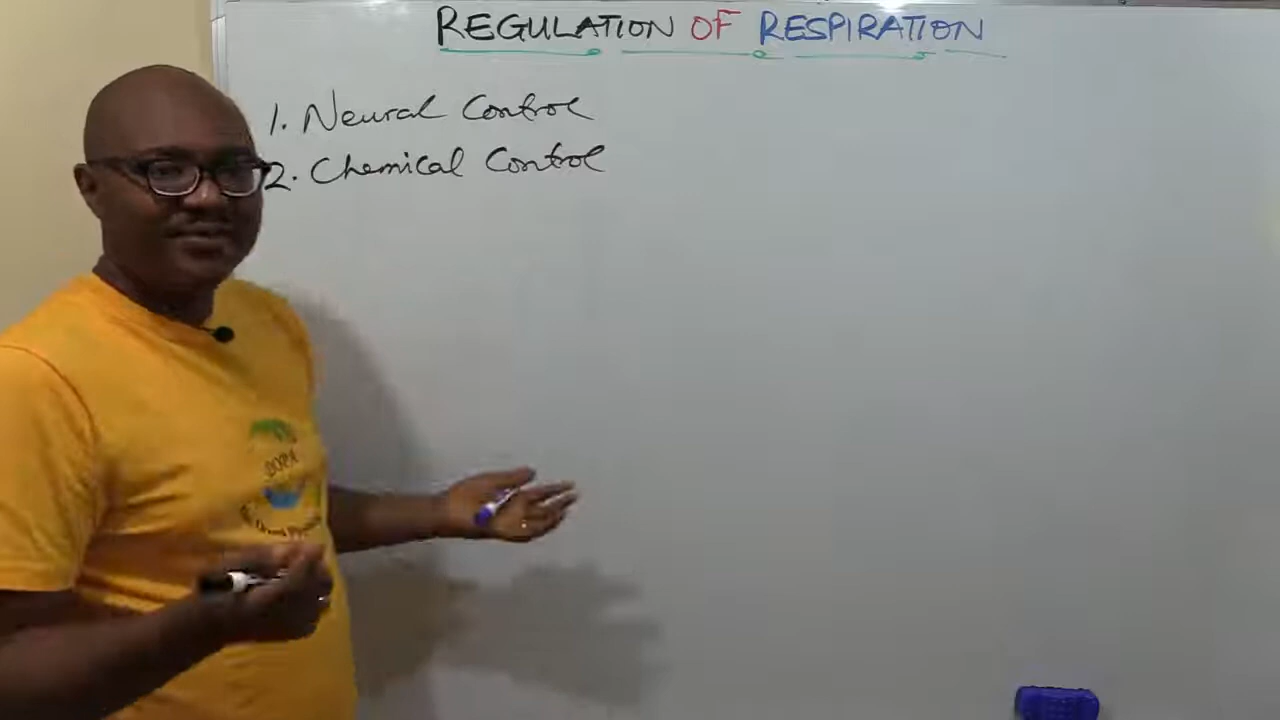 REGULATION OF RESPIRATION
1. Neural Control
2. Chemical Control